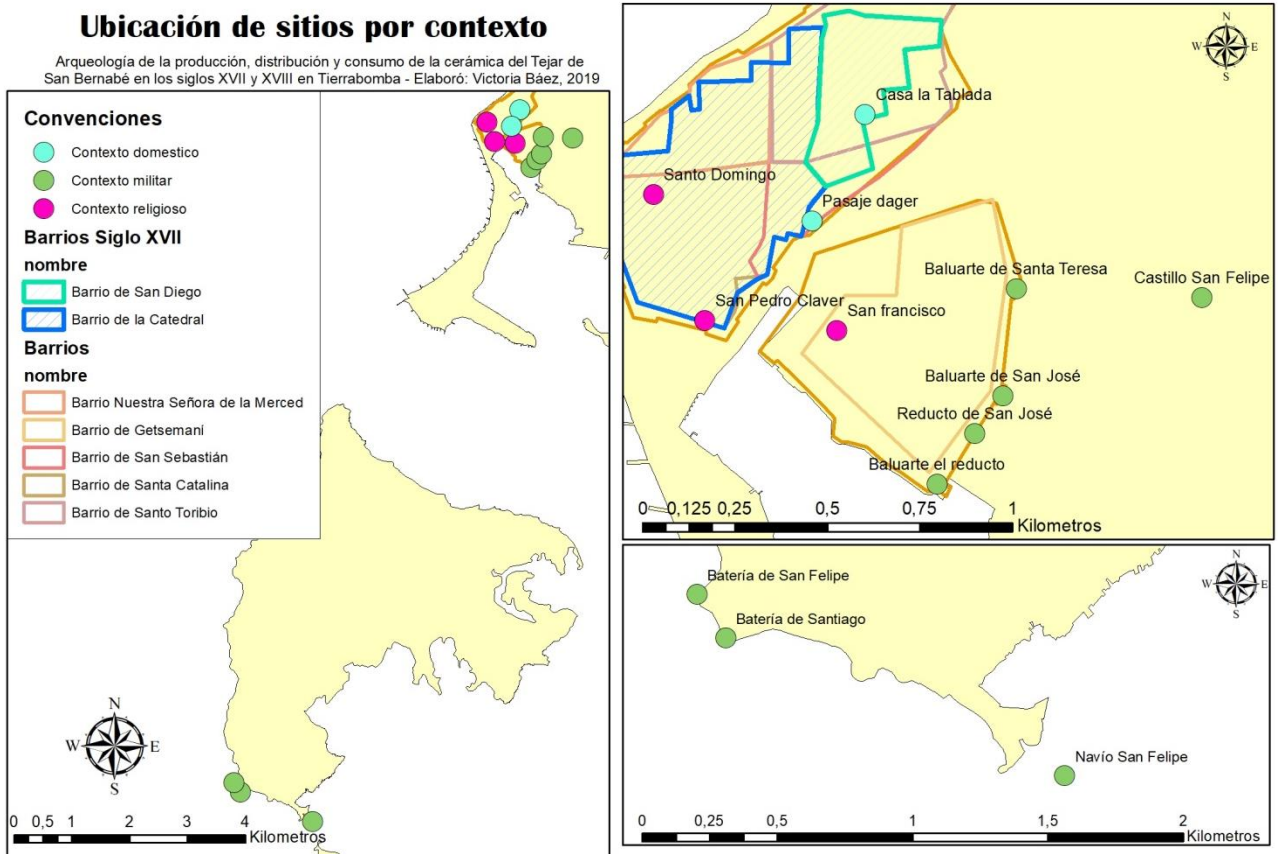 Ubicación de sitios por contexto
Arqueología de la producción, distribución y consumo de la cerámica del Tejar de
San Bernabé en los siglos XVII y XVIII en Tierrabomba - Elaboró: Victoria Báez, 2019
Convenciones
Contexto domestico
Contexto militar
Contexto religioso
Barrios Siglo XVII
nombre
Barrio de San Diego
Barrio de la Catedral
Barrios
nombre
Barrio Nuestra Señora de la Merced
Barrio de Getsemaní
Barrio de San Sebastián
Barrio de Santa Catalina
Barrio de Santo Toribio
N
W E
S
0 0,5 1 2 3 4
Kilometros
N
W E
S
Casa la Tablada
Santo Domingo
Pasaje dager
Baluarte de Santa Teresa
Castillo San Felipe
San Pedro Claver
San francisco
Baluarte de San José
Reducto de San José
Baluarte el reducto
0 0,125 0,25 0,5 0,75 1
Kilometros
N
W E
S
Batería de San Felipe
Batería de Santiago
Navío San Felipe
0 0,25 0,5 1 1,5 2
Kilometros